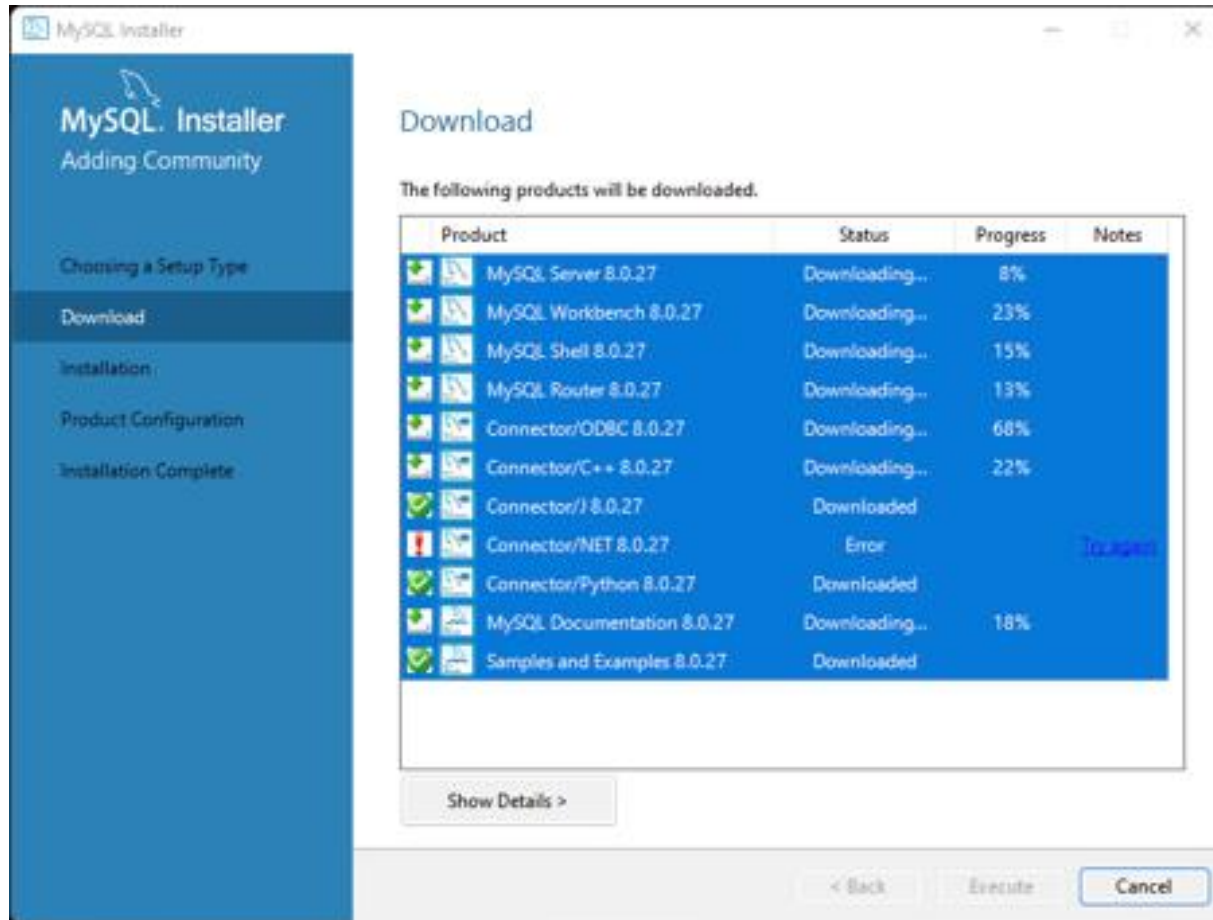 MySQL Installer
MySQL. Installer
Adding Community
Choosing a Setup Type
Download
Installation
Product Configuration
Installation Complete
Download
The following products will be downloaded.
Product Status Progress Notes
MySQL Server 8.0.27 Downloading... 8%
MySQL Workbench 8.0.27 Downloading... 23%
MySQL Shell 8.0.27 Downloading... 15%
MySQL Router 8.0.27 Downloading... 13%
Connector/ODBC 8.0.27 Downloading... 68%
Connector/C++ 8.0.27 Downloading... 22%
Connector/J 8.0.27 Downloaded
Connector/NET 8.0.27 Error Try again
Connector/Python 8.0.27 Downloaded
MySQL Documentation 8.0.27 Downloading... 18%
Samples and Examples 8.0.27 Downloaded
Show Details >
< Back Execute Cancel